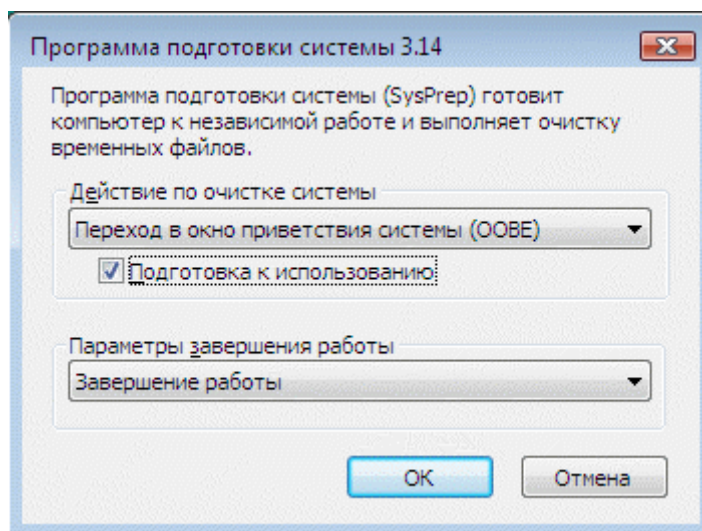 Программа подготовки системы 3.14
Программа подготовки системы (SysPrep) готовит
компьютер к независимой работе и выполняет очистку
временных файлов.
Действие по очистке системы
Переход в окно приветствия системы (OOBE)
Подготовка к использованию
Параметры завершения работы
Завершение работы
ОК
Отмена